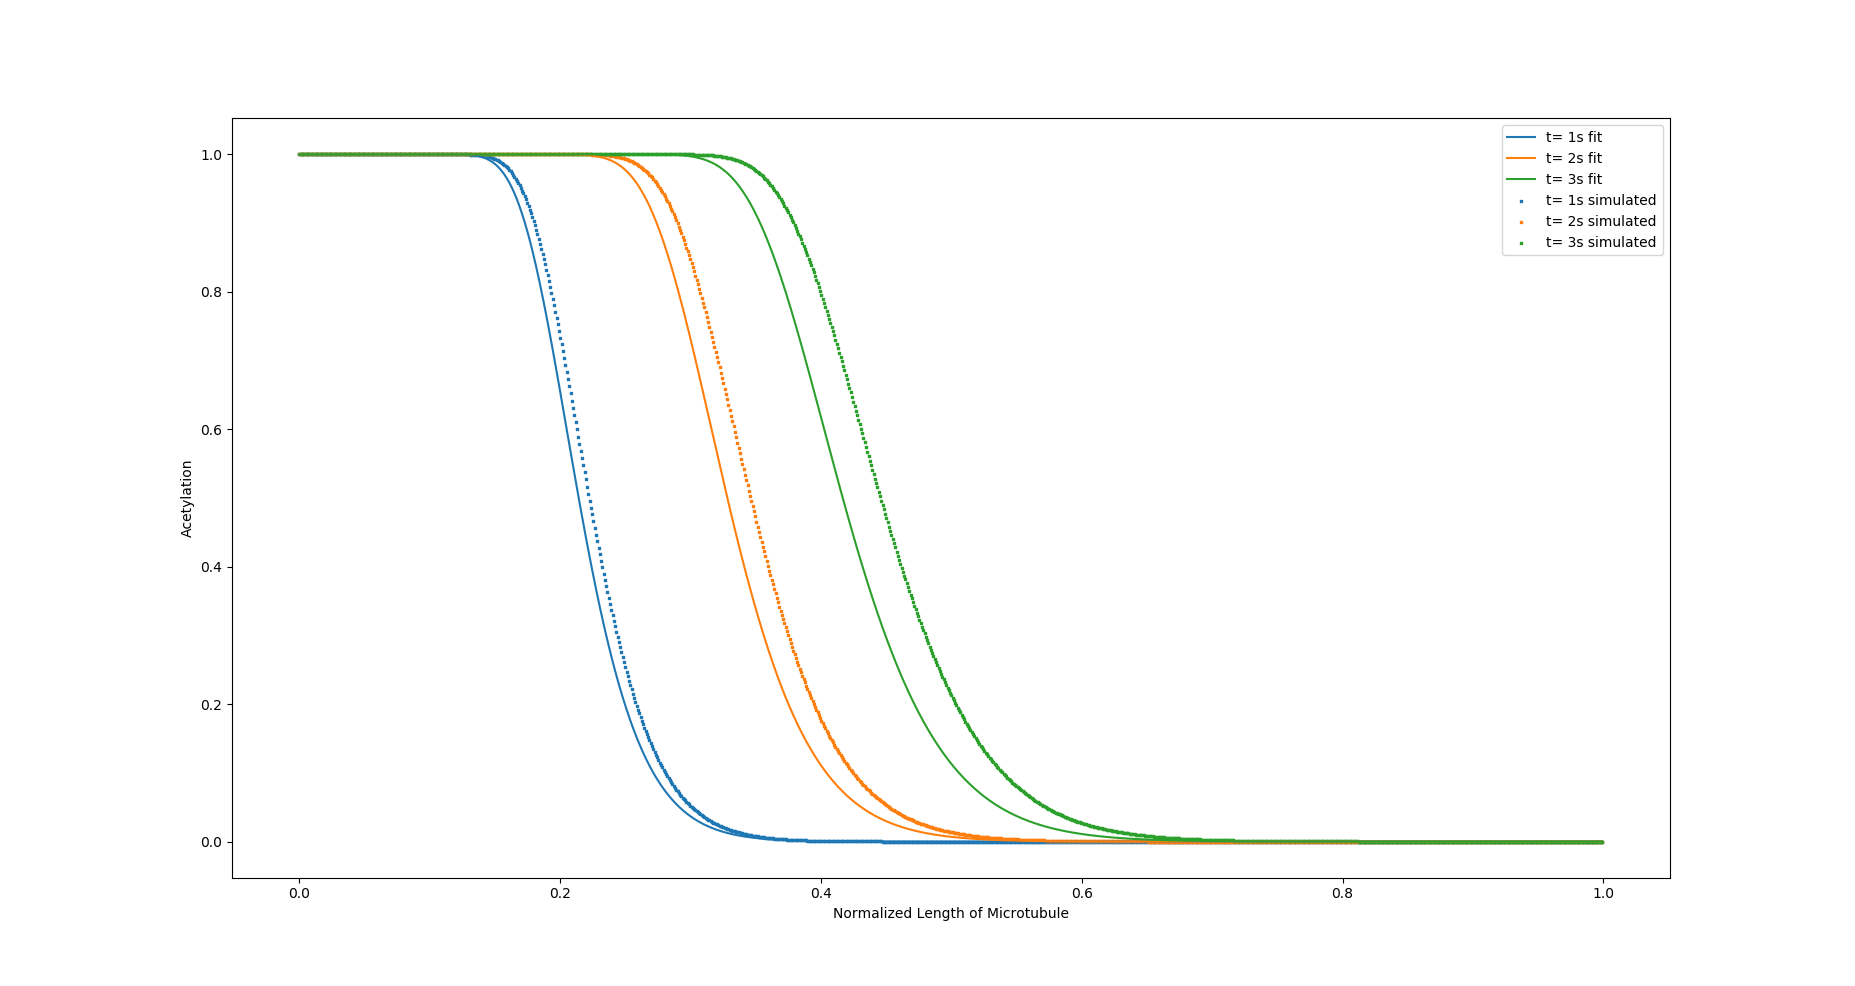 t= 1s fit
t= 2s fit
t= 3s fit
t= 1s simulated
t= 2s simulated
t= 3s simulated
1.0
0.8
0.6
0.4
0.2
0.0
Acetylation
0.0 0.2 0.4 0.6 0.8 1.0
Normalized Length of Microtubule